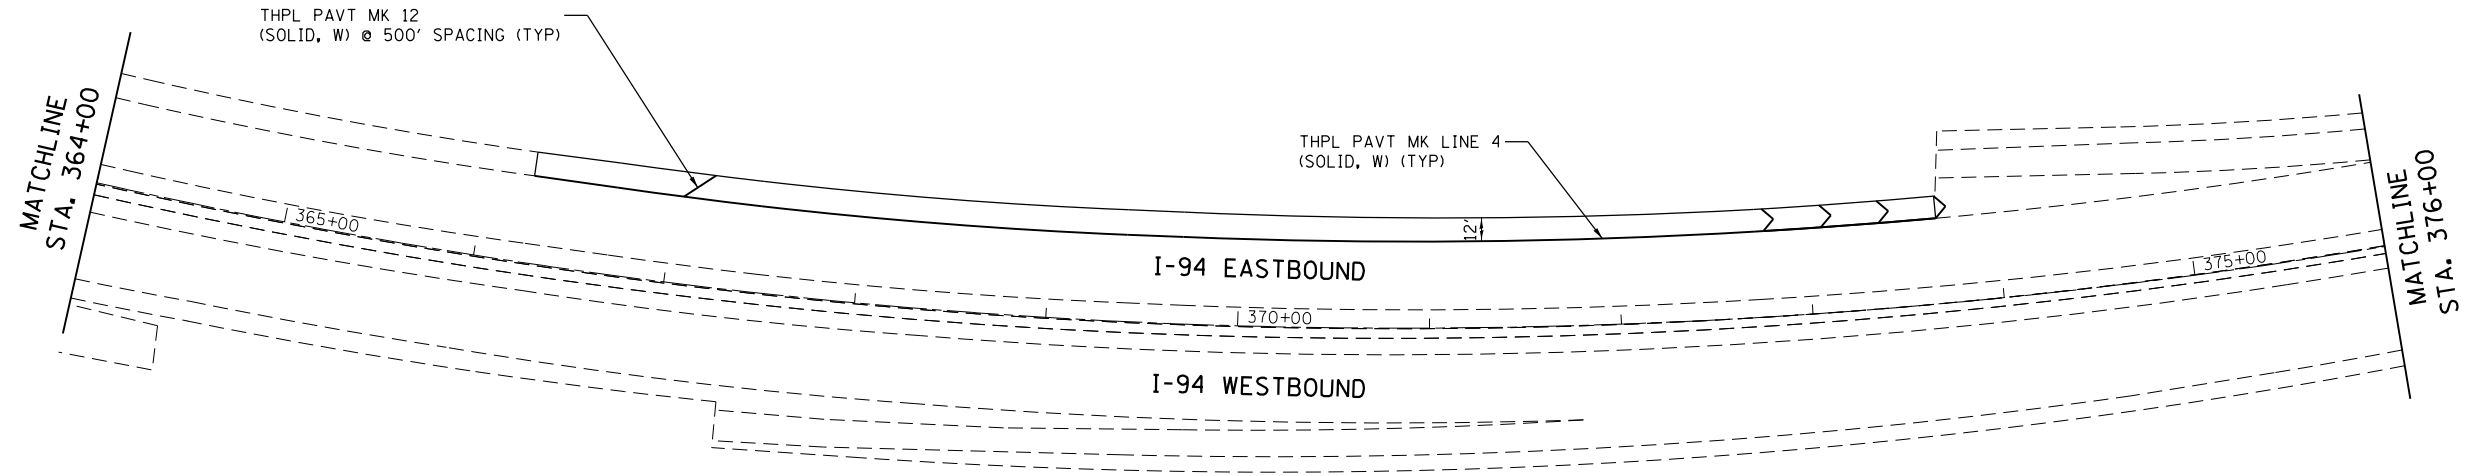 THPL PAVT MK 12
(SOLID, W) @ 500' SPACING (TYP)
MATCHLINE
STA. 364+00
365+00
THPL PAVT MK LINE 4
(SOLID, W) (TYP)
12'
I-94 EASTBOUND
370+00
375+00
MATCHLINE
STA. 376+00
I-94 WESTBOUND